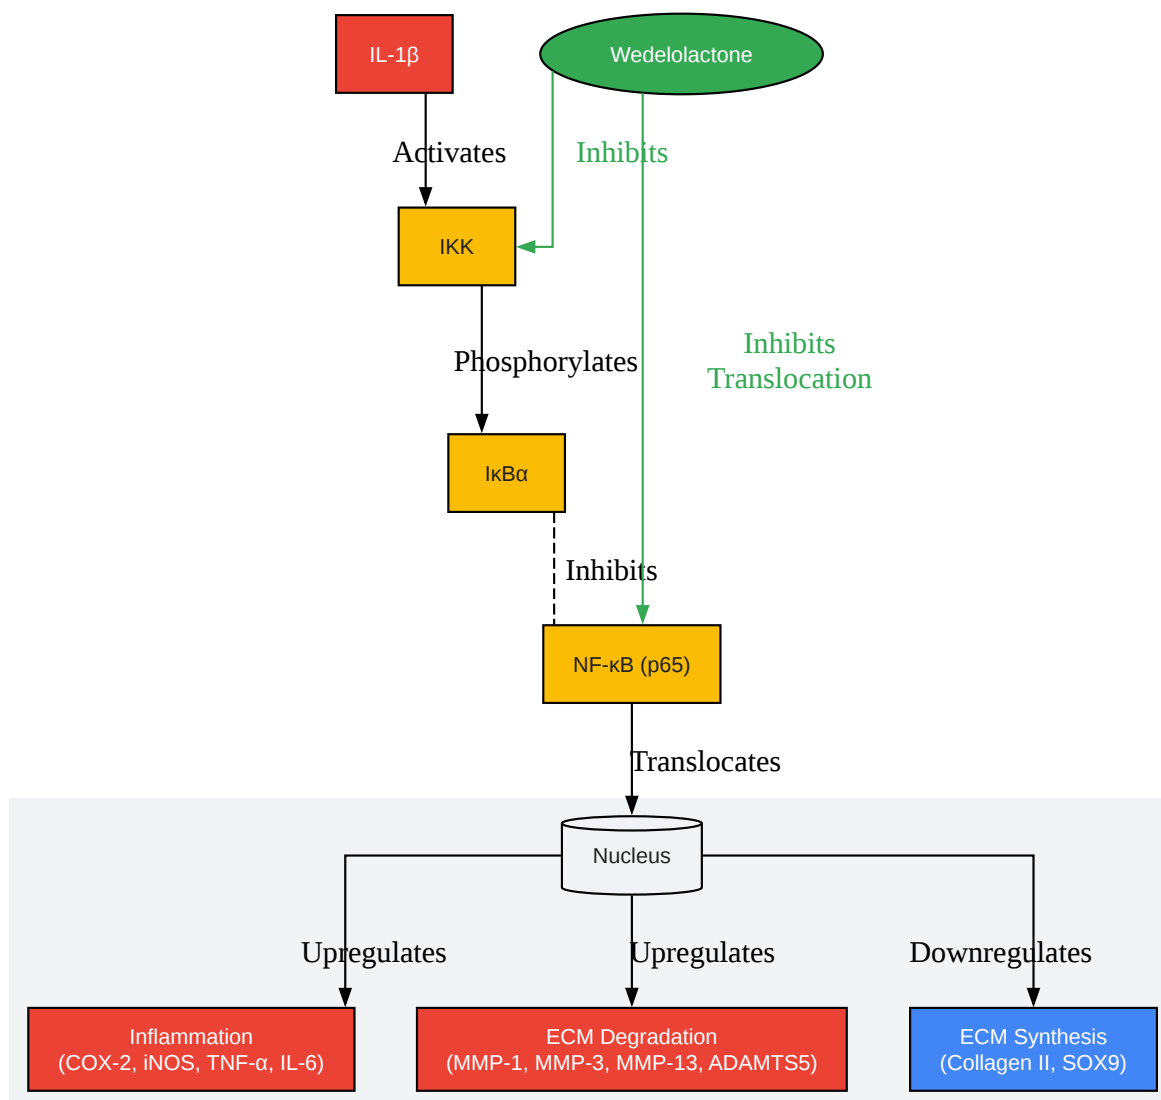 IL-1β
Wedelolactone
Activates
Inhibits
IKK
Inhibits
Translocation
Phosphorylates
IκBα
Inhibits
NF-κB (p65)
Translocates
Nucleus
Upregulates
Upregulates
Downregulates
Inflammation
(COX-2, iNOS, TNF-α, IL-6)
ECM Degradation
(MMP-1, MMP-3, MMP-13, ADAMTS5)
ECM Synthesis
(Collagen II, SOX9)